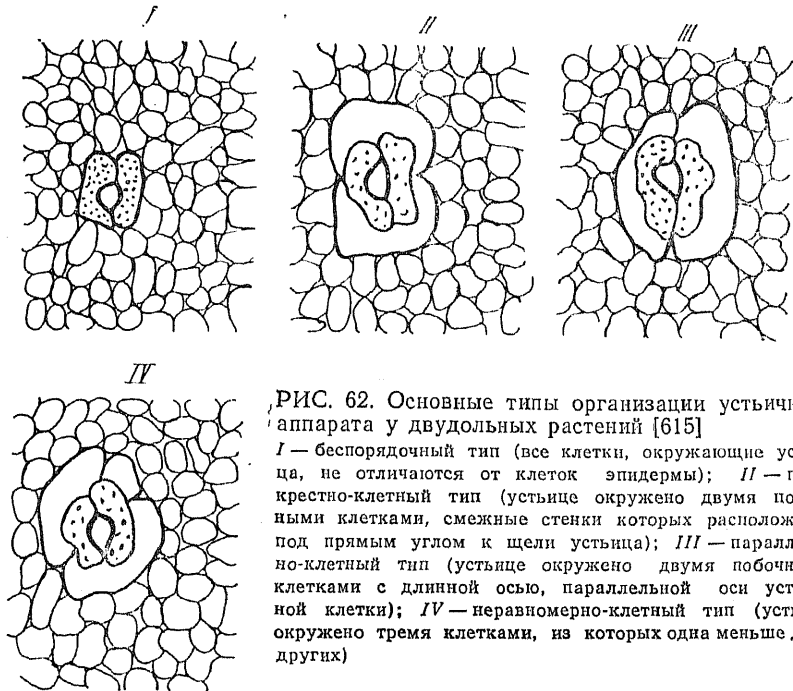 I
II
III
IV
РИС. 62. Основные типы организации устьичн
аппарата у двудольных растений [615]
I — беспорядочный тип (все клетки, окружающие ус
ца, не отличаются от клеток эпидермы); II — п
крестно-клетный тип (устьице окружено двумя по
ными клетками, смежные стенки которых располож
под прямым углом к щели устьица); III — паралл
но-клетный тип (устьице окружено двумя побочн
клетками с длинной осью, параллельной оси уст
ной клетки); IV — неравномерно-клетный тип (усть
окружено тремя клетками, из которых одна меньше
других)